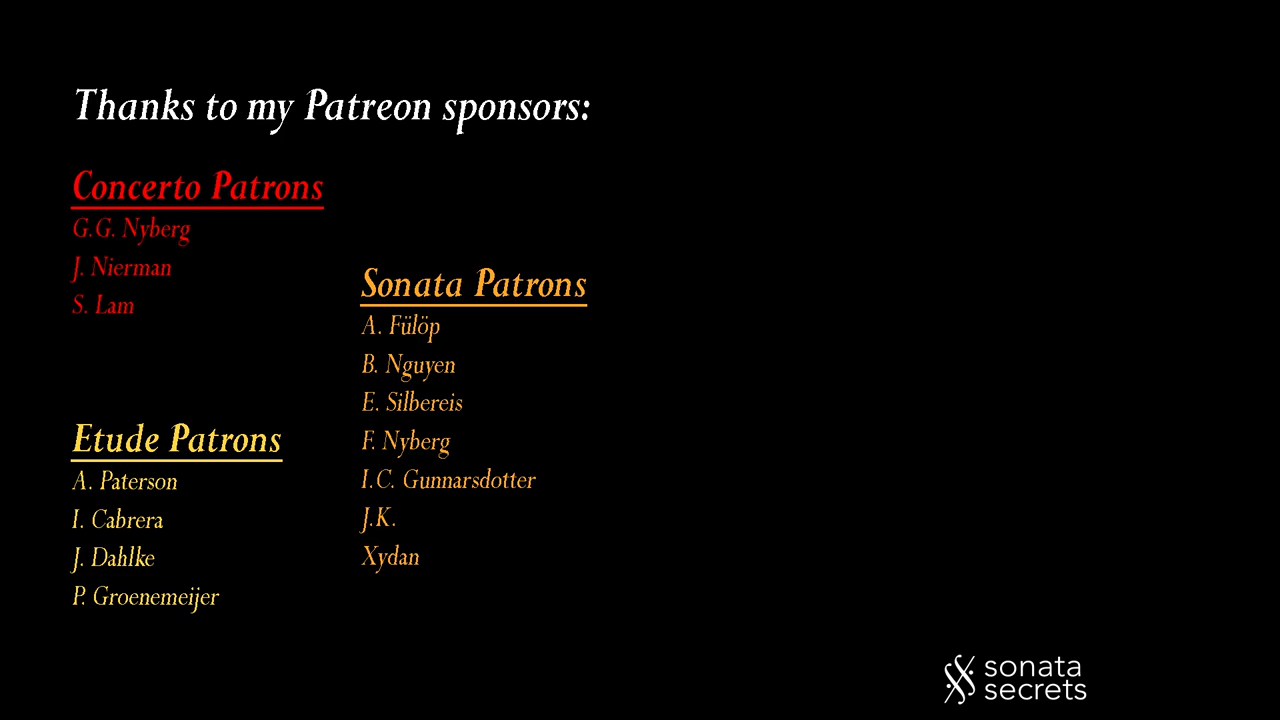 Thanks to my Patreon sponsors:
Concerto Patrons
G.G. Nyberg
J. Nierman
S. Lam
Etude Patrons
A. Paterson
I. Cabrera
J. Dahlke
P. Groenemeijer
Sonata Patrons
A. Fülöp
B. Nguyen
E. Silbereis
F. Nyberg
I.C. Gunnarsdotter
J.K.
Xydan
sonata
secrets